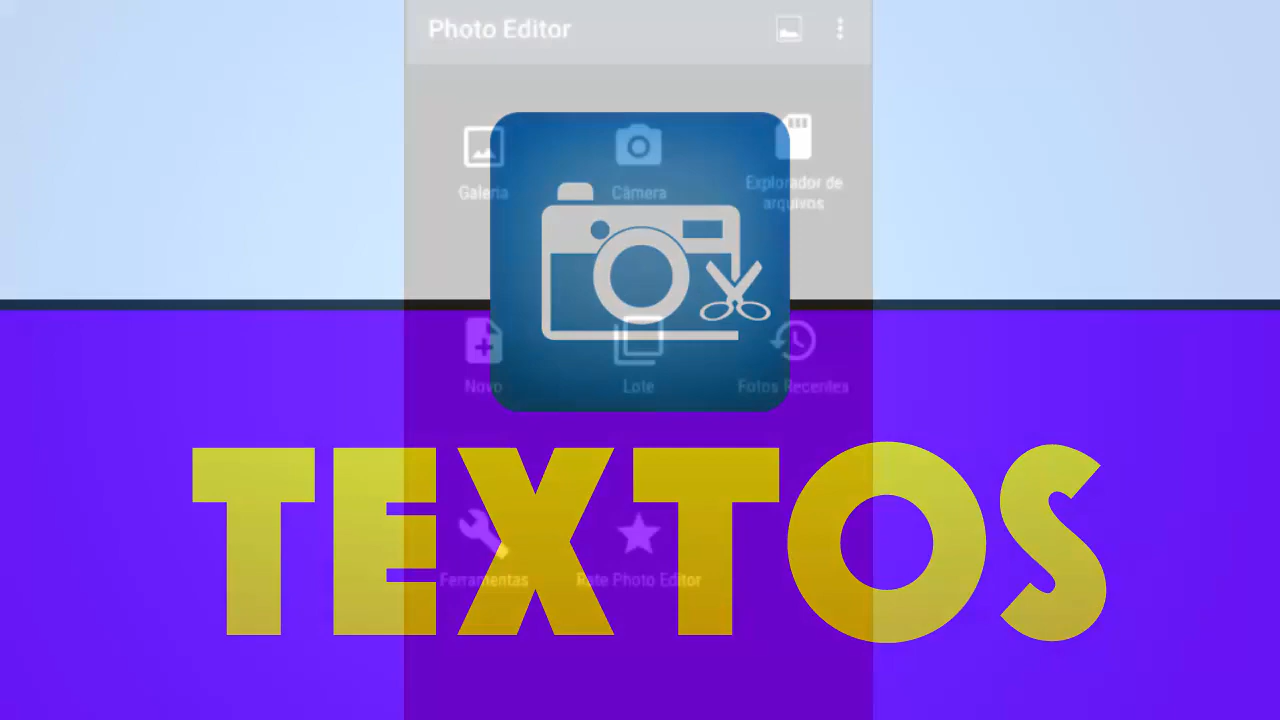 Photo Editor
Galeria
Câmera
Explorador de
arquivos
Novo
Lote
Fotos Recentes
TEXTOS
Ferramentas
Rate Photo Editor